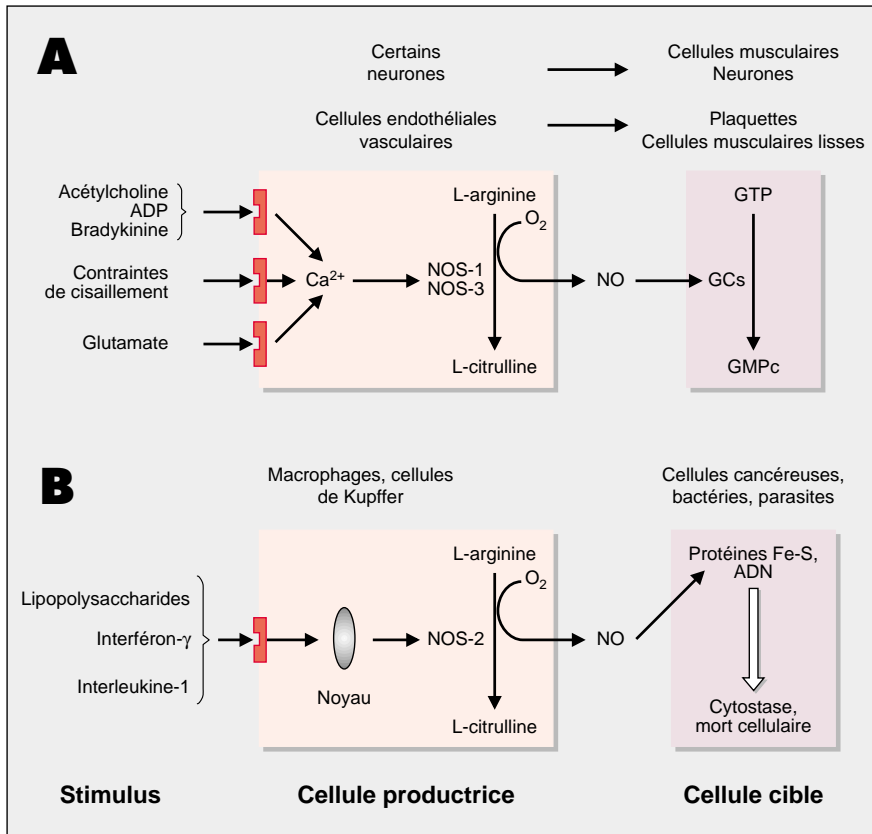 A
Certains
neurones
Cellules musculaires
Neurones
Cellules endothéliales
vasculaires
Plaquettes
Cellules musculaires lisses
Acétylcholine
ADP
Bradykinine
Contraintes
de cisaillement
Glutamate
Ca2+
NOS-1
NOS-3
L-arginine
O2
L-citrulline
NO
GTP
GCs
GMPc
B
Macrophages, cellules
de Kupffer
Cellules cancéreuses,
bactéries, parasites
Lipopolysaccharides
Interféron-γ
Interleukine-1
Noyau
NOS-2
L-arginine
O2
L-citrulline
NO
Protéines Fe-S,
ADN
Cytostase,
mort cellulaire
Stimulus
Cellule productrice
Cellule cible